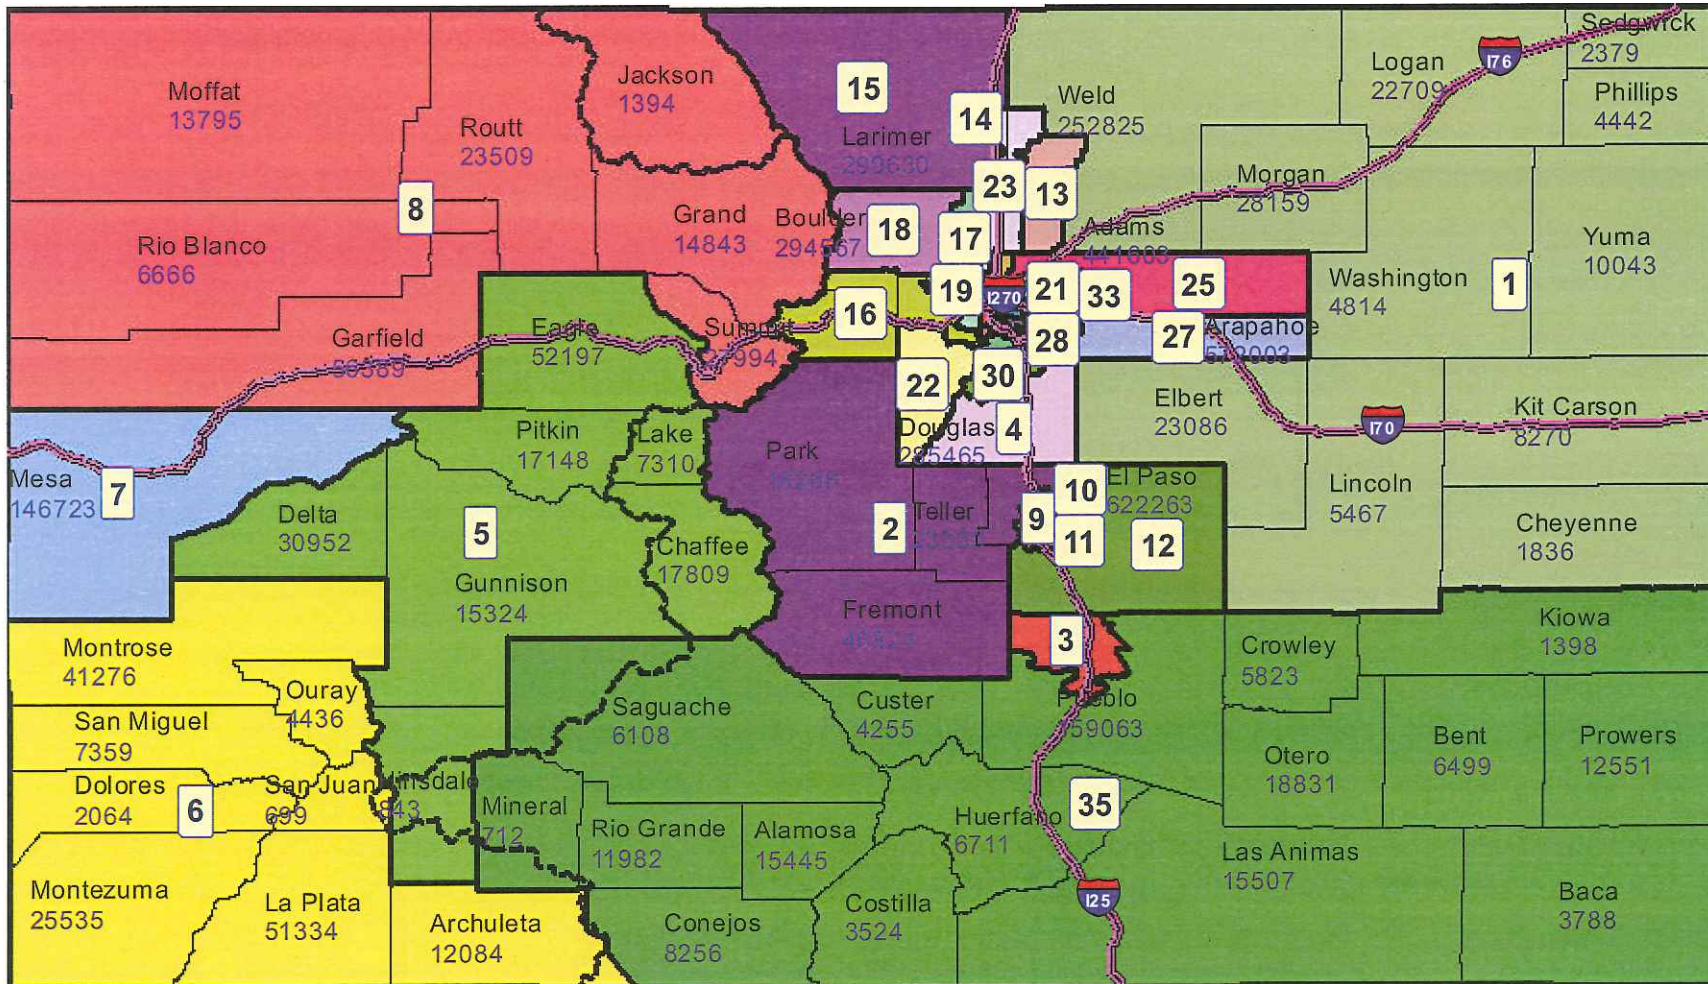 Moffat
13795
Routt
23509
Jackson
1394
15
Larimer
14
Weld
252825
Logan
22709
I76
Sedgwick
2379
Phillips
4442
8
Rio Blanco
6666
Grand
14843
Boulder
294567
18
23
13
17
Adams
Morgan
28159
Washington
4814
1
Yuma
10043
Garfield
56389
Eagle
52197
Summit
27994
16
19
I270
21
33
25
28
27
Arapahoe
22
30
Douglas
285465
4
Elbert
23086
I70
Kit Carson
8270
Mesa
146723
7
Pitkin
17148
Lake
7310
Park
Delta
30952
5
Gunnison
15324
Chaffee
17809
2
Teller
9
10
El Paso
622263
11
12
Lincoln
5467
Cheyenne
1836
Fremont
Montrose
41276
Ouray
4436
San Miguel
7359
Dolores
2064
6
San Juan
699
Hinsdale
843
Mineral
712
Saguache
6108
Custer
4255
3
Pueblo
159063
Crowley
5823
Kiowa
1398
Otero
18831
Bent
6499
Prowers
12551
Rio Grande
11982
Alamosa
15445
Huerfano
6711
35
Las Animas
15507
Montezuma
25535
La Plata
51334
Archuleta
12084
Conejos
8256
Costilla
3524
I25
Baca
3788